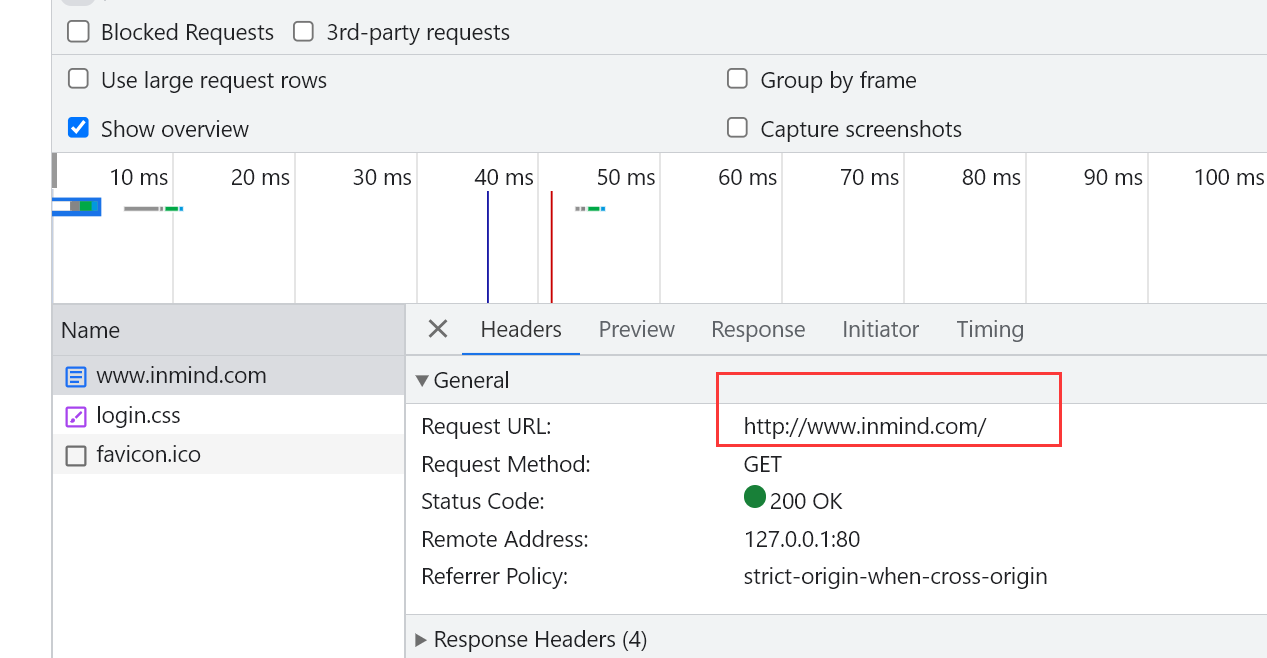 Blocked Requests 3rd-party requests
Use large request rows Group by frame
Show overview Capture screenshots
10 ms 20 ms 30 ms 40 ms 50 ms 60 ms 70 ms 80 ms 90 ms 100 ms
Name Headers Preview Response Initiator Timing
www.inmind.com General
login.css Request URL: http://www.inmind.com/
favicon.ico Request Method: GET
Status Code: 200 OK
Remote Address: 127.0.0.1:80
Referrer Policy: strict-origin-when-cross-origin
Response Headers (4)